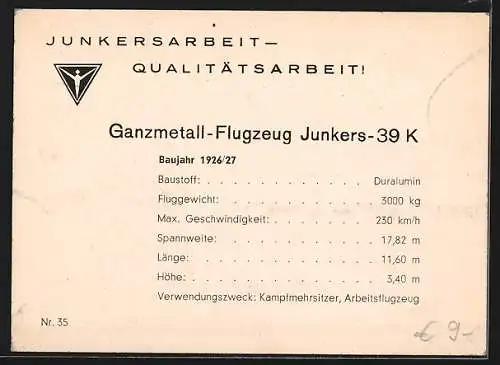 JUNKERSARBEIT—
QUALITÄTSARBEIT!
Ganzmetall-Flugzeug Junkers-39 K
Baujahr 1926/27
Baustoff: . . . . . . . . . . . . Duralumin
Fluggewicht: . . . . . . . . . . . 3000 kg
Max. Geschwindigkeit: . . . . . . . 230 km/h
Spannweite: . . . . . . . . . . 17,82 m
Länge: . . . . . . . . . . . . 11,60 m
Höhe: . . . . . . . . . . . . 3,40 m
Verwendungszweck: Kampfmehrsitzer, Arbeitsflugzeug
Nr. 35
€ 9-